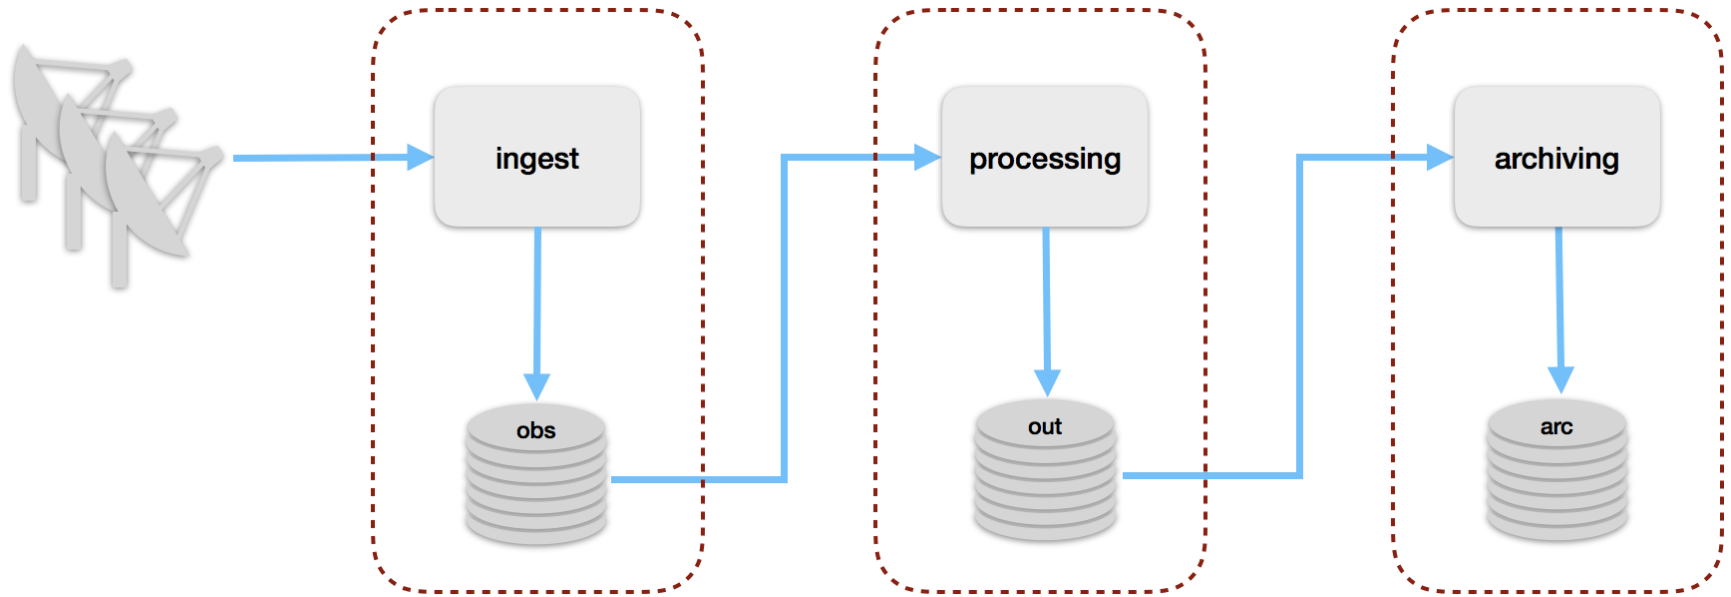 ingest
processing
archiving
obs
out
arc